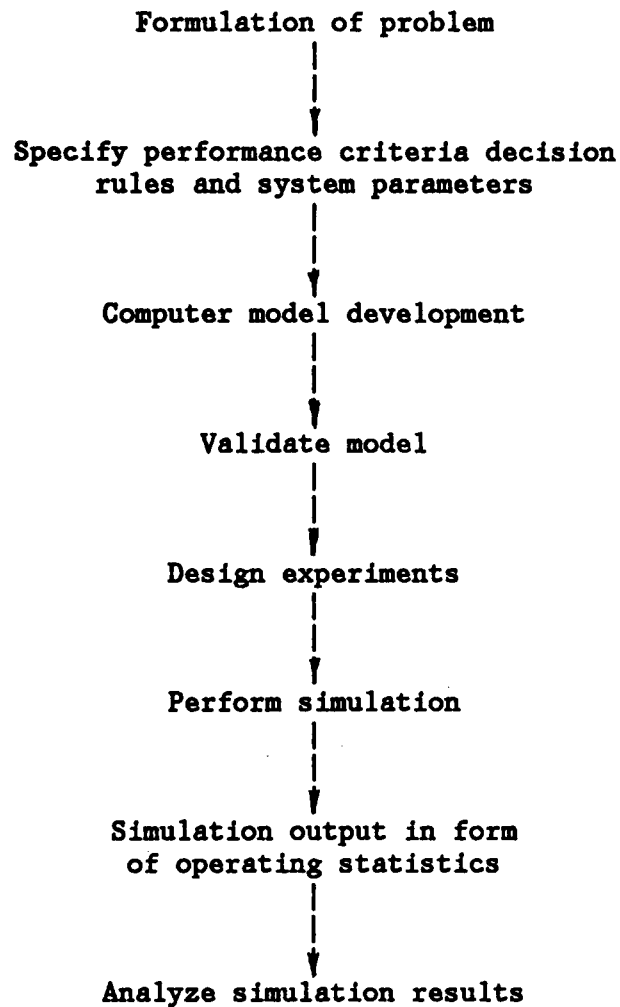 Formulation of problem
Specify performance criteria decision
rules and system parameters
Computer model development
Validate model
Design experiments
Perform simulation
Simulation output in form
of operating statistics
Analyze simulation results